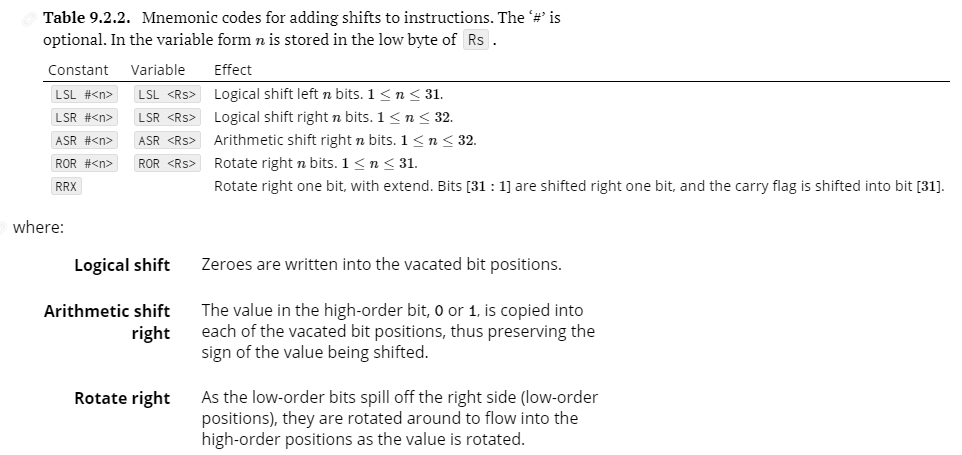 Table 9.2.2. Mnemonic codes for adding shifts to instructions. The ‘#’ is
optional. In the variable form n is stored in the low byte of Rs .
Constant Variable Effect
LSL #<n> LSL <Rs> Logical shift left n bits. 1 ≤ n ≤ 31.
LSR #<n> LSR <Rs> Logical shift right n bits. 1 ≤ n ≤ 32.
ASR #<n> ASR <Rs> Arithmetic shift right n bits. 1 ≤ n ≤ 32.
ROR #<n> ROR <Rs> Rotate right n bits. 1 ≤ n ≤ 31.
RRX Rotate right one bit, with extend. Bits [31 : 1] are shifted right one bit, and the carry flag is shifted into bit [31].
where:
Logical shift Zeroes are written into the vacated bit positions.
Arithmetic shift The value in the high-order bit, 0 or 1, is copied into
right each of the vacated bit positions, thus preserving the
sign of the value being shifted.
Rotate right As the low-order bits spill off the right side (low-order
positions), they are rotated around to flow into the
high-order positions as the value is rotated.